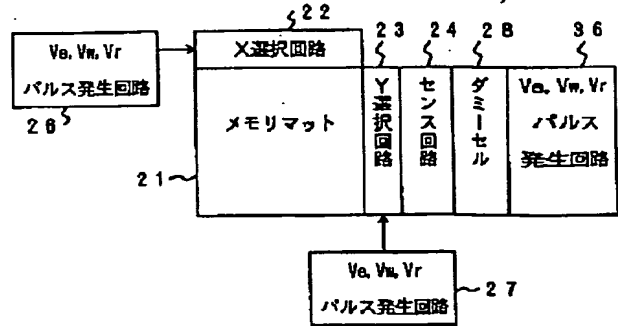 22
Ve, Vw, Vr
パルス発生回路
26
X選択回路
23
24
28
36
メモリマット
21
Y選択回路
センス回路
ダミーセル
Ve, Vw, Vr
パルス
発生回路
Ve, Vw, Vr
パルス発生回路
27